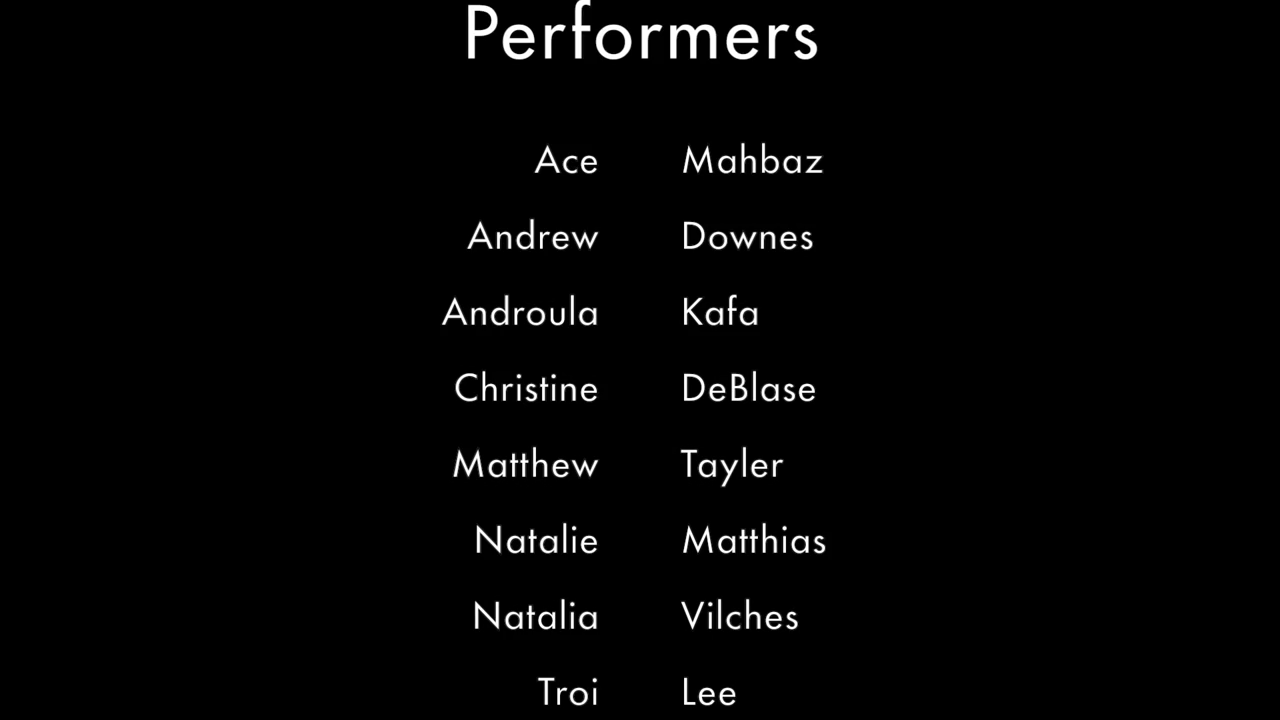 Performers
Ace Mahbaz
Andrew Downes
Androula Kafa
Christine DeBlase
Matthew Tayler
Natalie Matthias
Natalia Vilches
Troi Lee